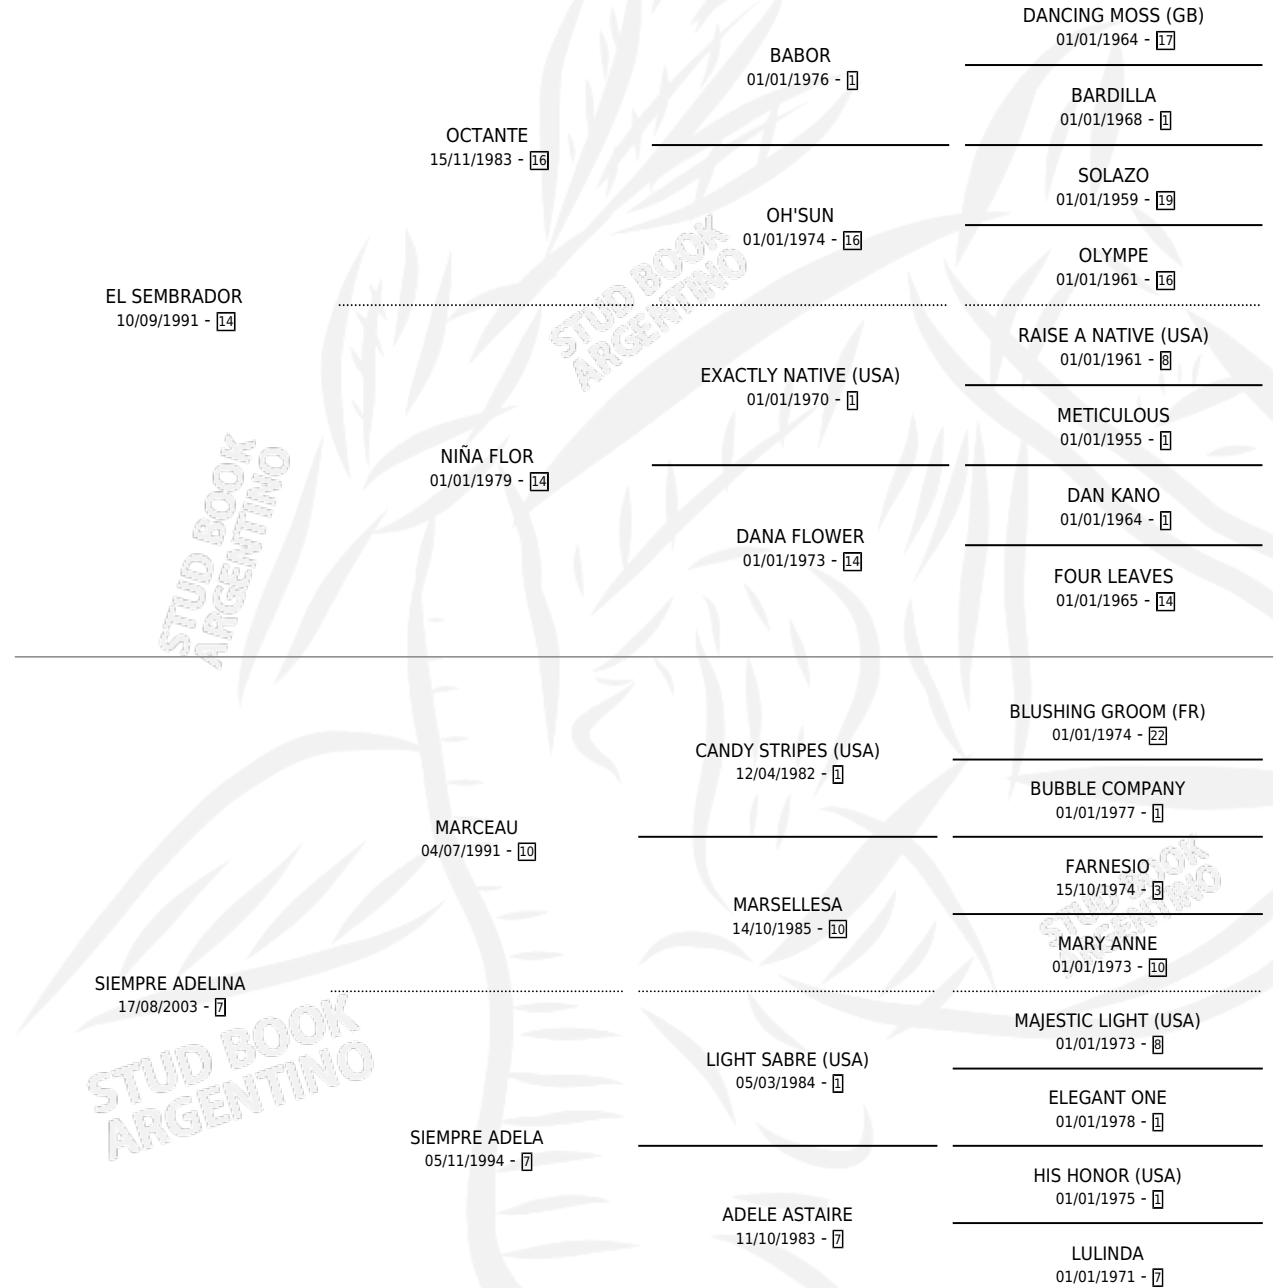 DANCING MOSS (GB)
01/01/1964 - 17
BABOR
01/01/1976 - 1
BARDILLA
01/01/1968 - 1
OCTANTE
15/11/1983 - 16
SOLAZO
01/01/1959 - 19
OH'SUN
01/01/1974 - 16
OLYMPE
01/01/1961 - 16
EL SEMBRADOR
10/09/1991 - 14
RAISE A NATIVE (USA)
01/01/1961 - 8
EXACTLY NATIVE (USA)
01/01/1970 - 1
METICULOUS
01/01/1955 - 1
NIÑA FLOR
01/01/1979 - 14
DAN KANO
01/01/1964 - 1
DANA FLOWER
01/01/1973 - 14
FOUR LEAVES
01/01/1965 - 14
BLUSHING GROOM (FR)
01/01/1974 - 22
CANDY STRIPES (USA)
12/04/1982 - 1
BUBBLE COMPANY
01/01/1977 - 1
MARCEAU
04/07/1991 - 10
FARNESIO
15/10/1974 - 3
MARSELLESA
14/10/1985 - 10
MARY ANNE
01/01/1973 - 10
SIEMPRE ADELINA
17/08/2003 - 7
MAJESTIC LIGHT (USA)
01/01/1973 - 8
LIGHT SABRE (USA)
05/03/1984 - 1
ELEGANT ONE
01/01/1978 - 1
SIEMPRE ADELA
05/11/1994 - 7
HIS HONOR (USA)
01/01/1975 - 1
ADELE ASTAIRE
11/10/1983 - 7
LULINDA
01/01/1971 - 7
STUD BOOK
ARGENTINO
STUD BOOK
ARGENTINO
STUD BOOK
ARGENTINO
STUD BOOK
ARGENTINO